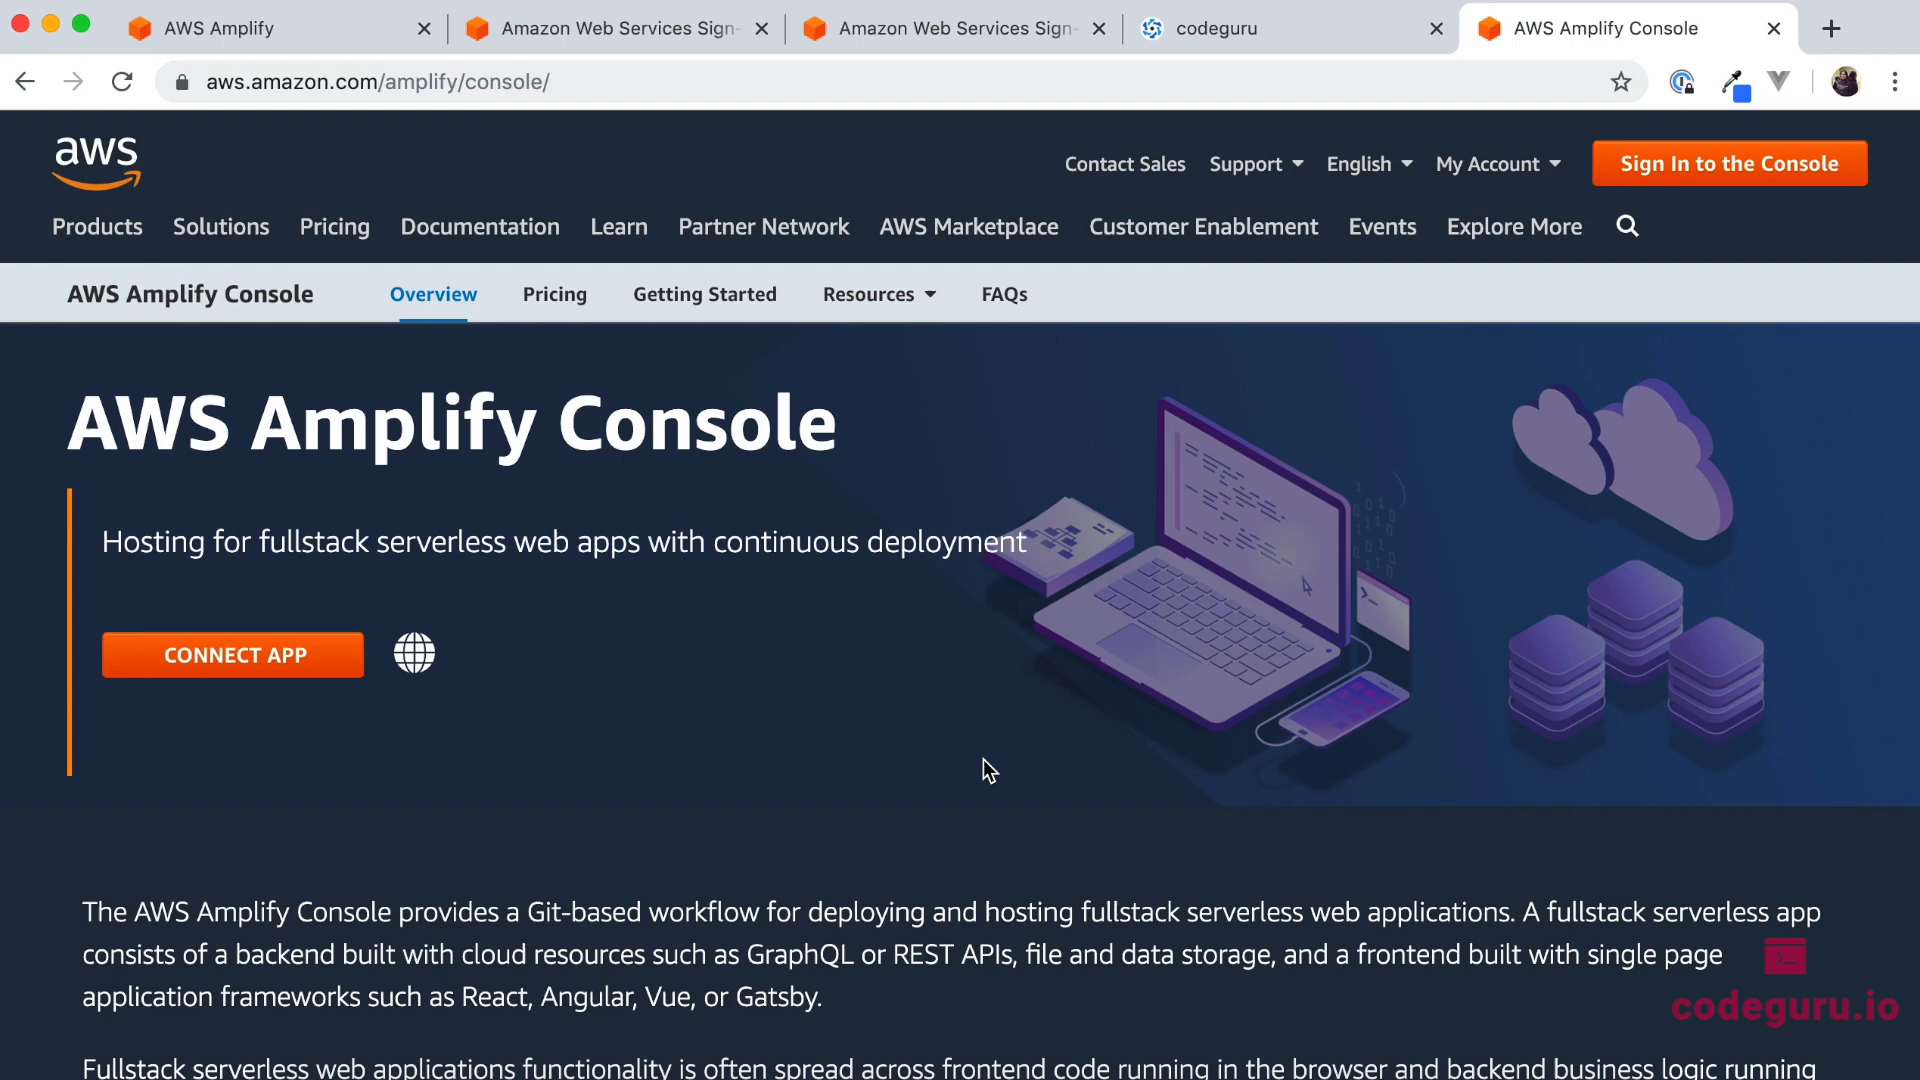 AWS Amplify
Amazon Web Services Sign-
Amazon Web Services Sign-
codeguru
AWS Amplify Console
aws.amazon.com/amplify/console/
aws
Contact Sales
Support
English
My Account
Sign In to the Console
Products
Solutions
Pricing
Documentation
Learn
Partner Network
AWS Marketplace
Customer Enablement
Events
Explore More
AWS Amplify Console
Overview
Pricing
Getting Started
Resources
FAQs
AWS Amplify Console
Hosting for fullstack serverless web apps with continuous deployment
CONNECT APP
The AWS Amplify Console provides a Git-based workflow for deploying and hosting fullstack serverless web applications. A fullstack serverless app
consists of a backend built with cloud resources such as GraphQL or REST APIs, file and data storage, and a frontend built with single page
application frameworks such as React, Angular, Vue, or Gatsby.
codeguru.io
Fullstack serverless web applications functionality is often spread across frontend code running in the browser and backend business logic running